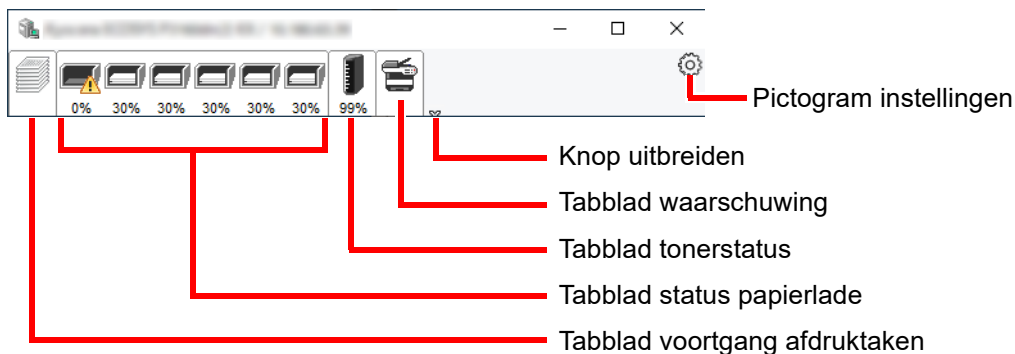 0% 30% 30% 30% 30% 30% 99%
Pictogram instellingen
Knop uitbreiden
Tabblad waarschuwing
Tabblad tonerstatus
Tabblad status papierlade
Tabblad voortgang afdruktaken